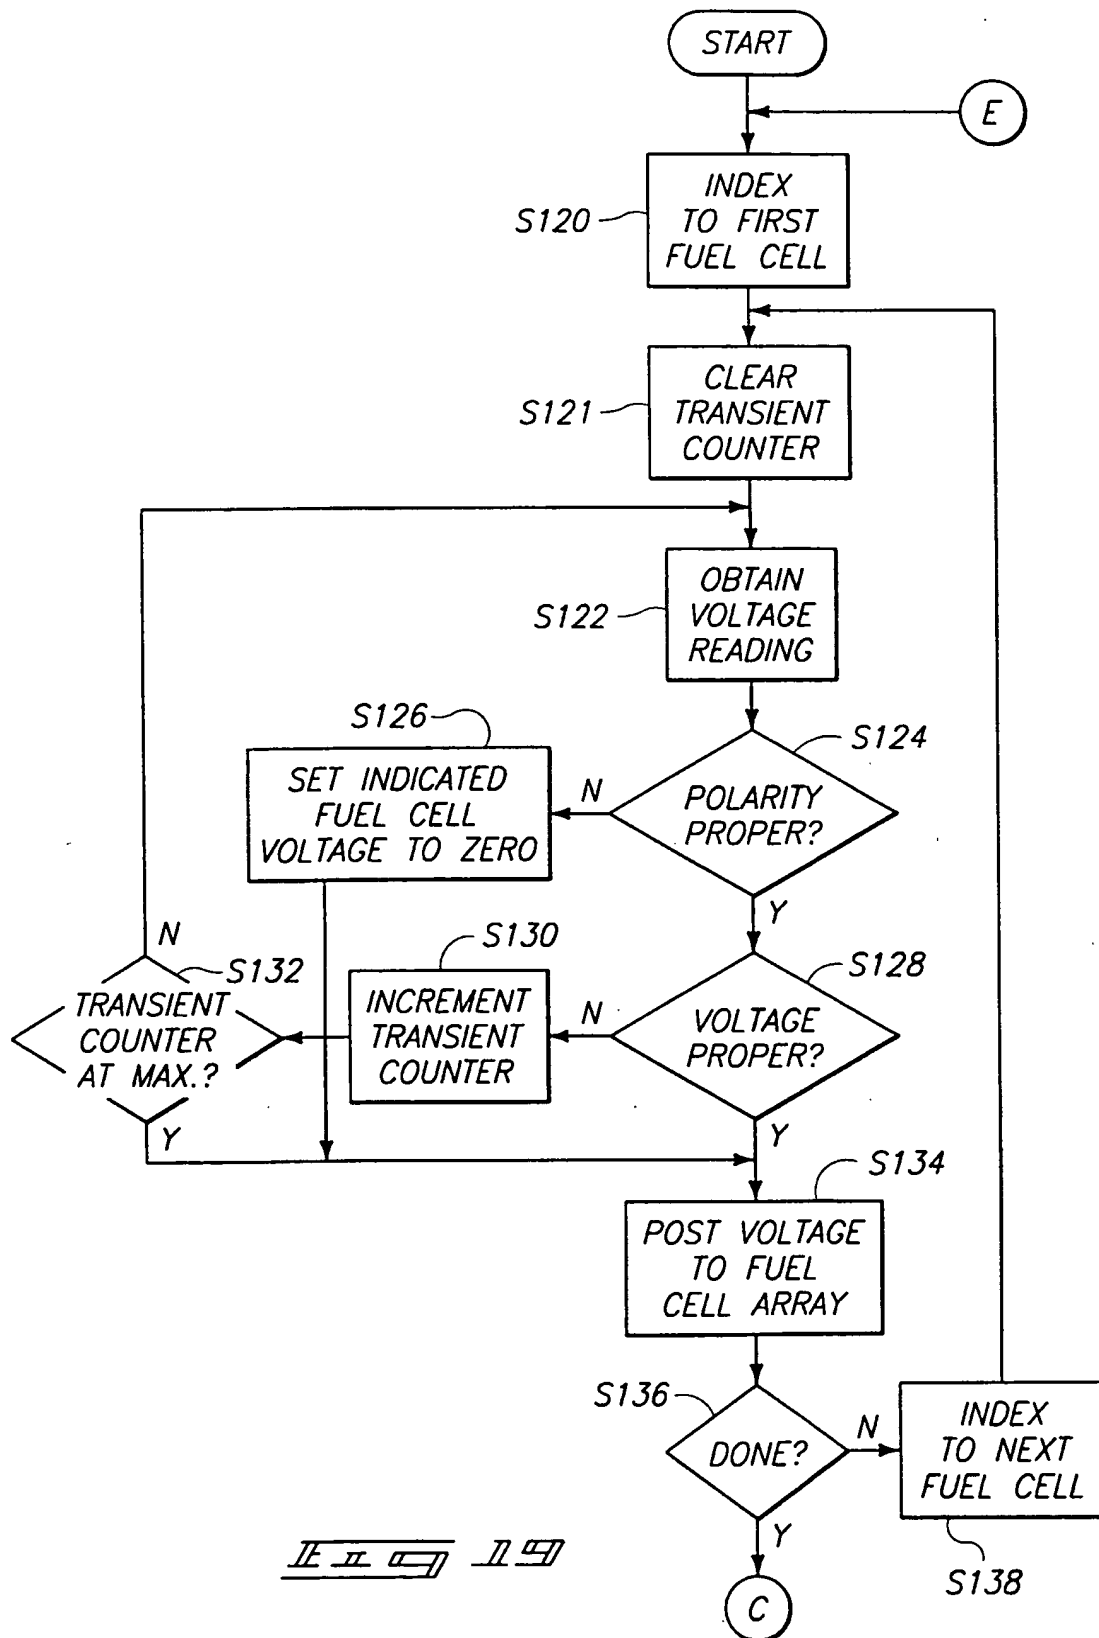 START
E
INDEX
TO FIRST
FUEL CELL
S120
CLEAR
TRANSIENT
COUNTER
S121
OBTAIN
VOLTAGE
READING
S122
S126
S124
SET INDICATED
FUEL CELL
VOLTAGE TO ZERO
N
POLARITY
PROPER?
Y
N
S132
S130
S128
TRANSIENT
COUNTER
AT MAX.?
INCREMENT
TRANSIENT
COUNTER
N
VOLTAGE
PROPER?
Y
Y
S134
POST VOLTAGE
TO FUEL
CELL ARRAY
S136
DONE?
N
INDEX
TO NEXT
FUEL CELL
Y
S138
C
FIG 19